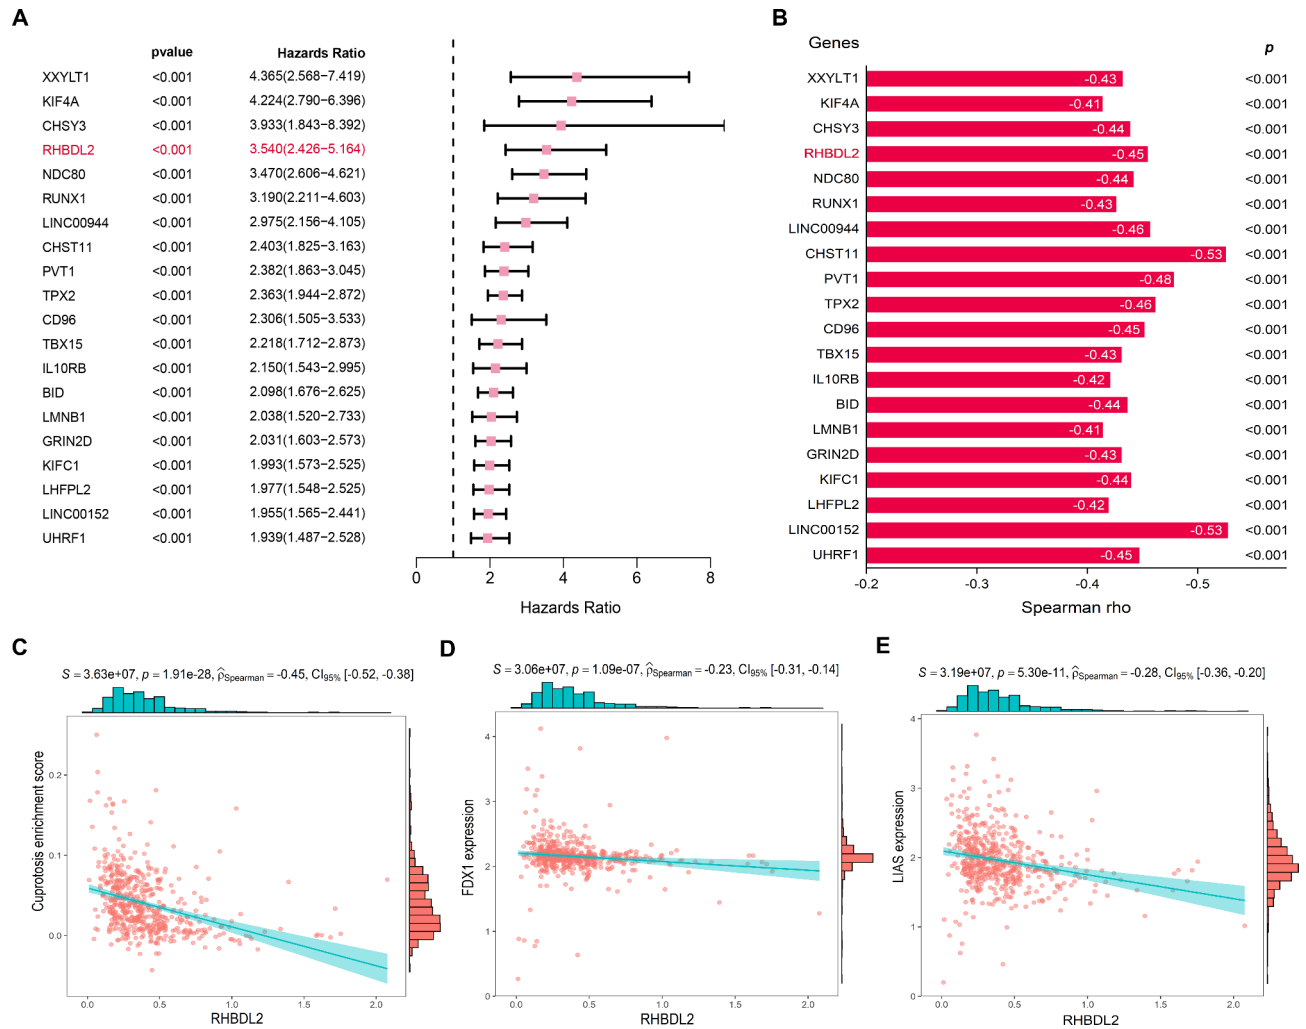 A
pvalue Hazards Ratio
XXYLT1 <0.001 4.365(2.568−7.419)
KIF4A <0.001 4.224(2.790−6.396)
CHSY3 <0.001 3.933(1.843−8.392)
RHBDL2 <0.001 3.540(2.426−5.164)
NDC80 <0.001 3.470(2.606−4.621)
RUNX1 <0.001 3.190(2.211−4.603)
LINC00944 <0.001 2.975(2.156−4.105)
CHST11 <0.001 2.403(1.825−3.163)
PVT1 <0.001 2.382(1.863−3.045)
TPX2 <0.001 2.363(1.944−2.872)
CD96 <0.001 2.306(1.505−3.533)
TBX15 <0.001 2.218(1.712−2.873)
IL10RB <0.001 2.150(1.543−2.995)
BID <0.001 2.098(1.676−2.625)
LMNB1 <0.001 2.038(1.520−2.733)
GRIN2D <0.001 2.031(1.603−2.573)
KIFC1 <0.001 1.993(1.573−2.525)
LHFPL2 <0.001 1.977(1.548−2.525)
LINC00152 <0.001 1.955(1.565−2.441)
UHRF1 <0.001 1.939(1.487−2.528)
0 2 4 6 8
Hazards Ratio
B
Genes p
XXYLT1 -0.43 <0.001
KIF4A -0.41 <0.001
CHSY3 -0.44 <0.001
RHBDL2 -0.45 <0.001
NDC80 -0.44 <0.001
RUNX1 -0.43 <0.001
LINC00944 -0.46 <0.001
CHST11 -0.53 <0.001
PVT1 -0.48 <0.001
TPX2 -0.46 <0.001
CD96 -0.45 <0.001
TBX15 -0.43 <0.001
IL10RB -0.42 <0.001
BID -0.44 <0.001
LMNB1 -0.41 <0.001
GRIN2D -0.43 <0.001
KIFC1 -0.44 <0.001
LHFPL2 -0.42 <0.001
LINC00152 -0.53 <0.001
UHRF1 -0.45 <0.001
-0.2 -0.3 -0.4 -0.5
Spearman rho
C
S = 3.63e+07, p = 1.91e-28, ρ̂Spearman = -0.45, CI95% [-0.52, -0.38]
Cuprotosis enrichment score
0.2
0.1
0.0
0.0 0.5 1.0 1.5 2.0
RHBDL2
D
S = 3.06e+07, p = 1.09e-07, ρ̂Spearman = -0.23, CI95% [-0.31, -0.14]
FDX1 expression
4
3
2
1
0
0.0 0.5 1.0 1.5 2.0
RHBDL2
E
S = 3.19e+07, p = 5.30e-11, ρ̂Spearman = -0.28, CI95% [-0.36, -0.20]
LIAS expression
4
3
2
1
0
0.0 0.5 1.0 1.5 2.0
RHBDL2